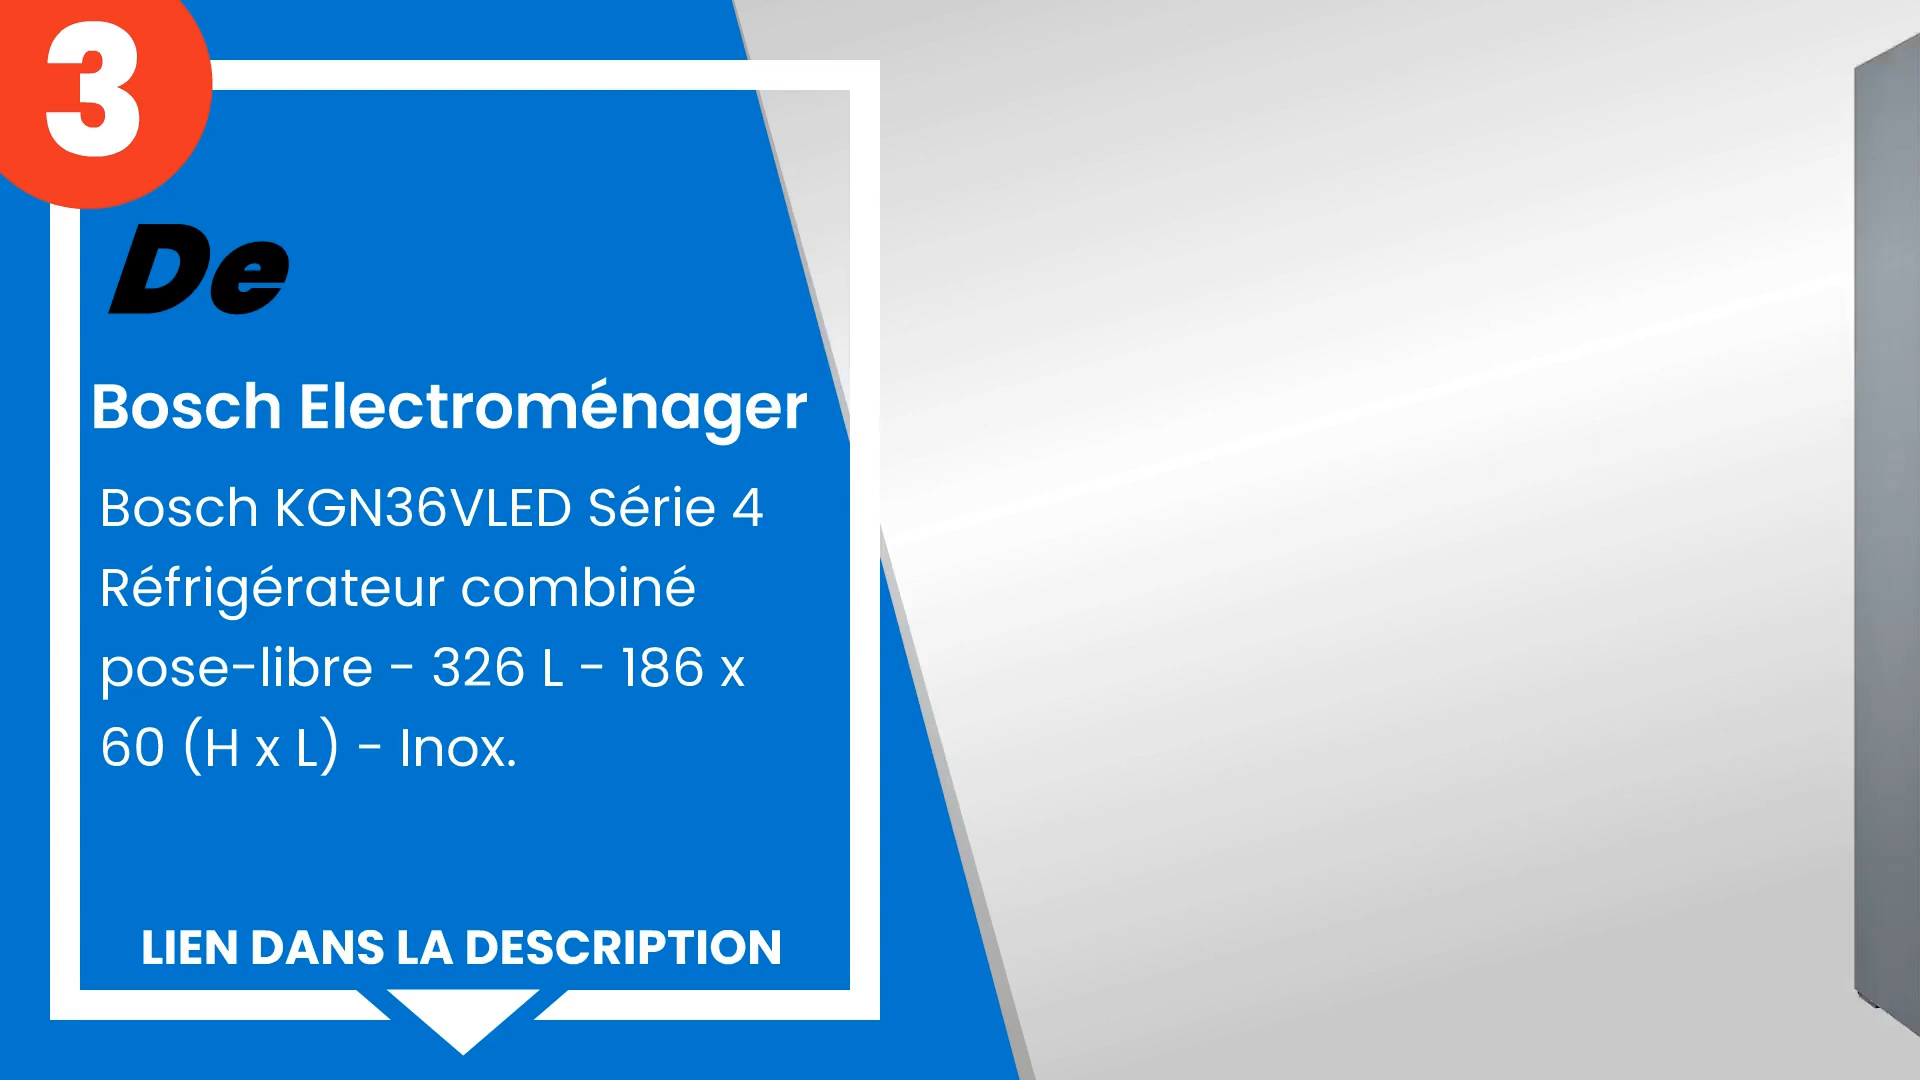 3
De
Bosch Electroménager
Bosch KGN36VLED Série 4
Réfrigérateur combiné
pose-libre - 326 L - 186 x
60 (H x L) - Inox.
LIEN DANS LA DESCRIPTION